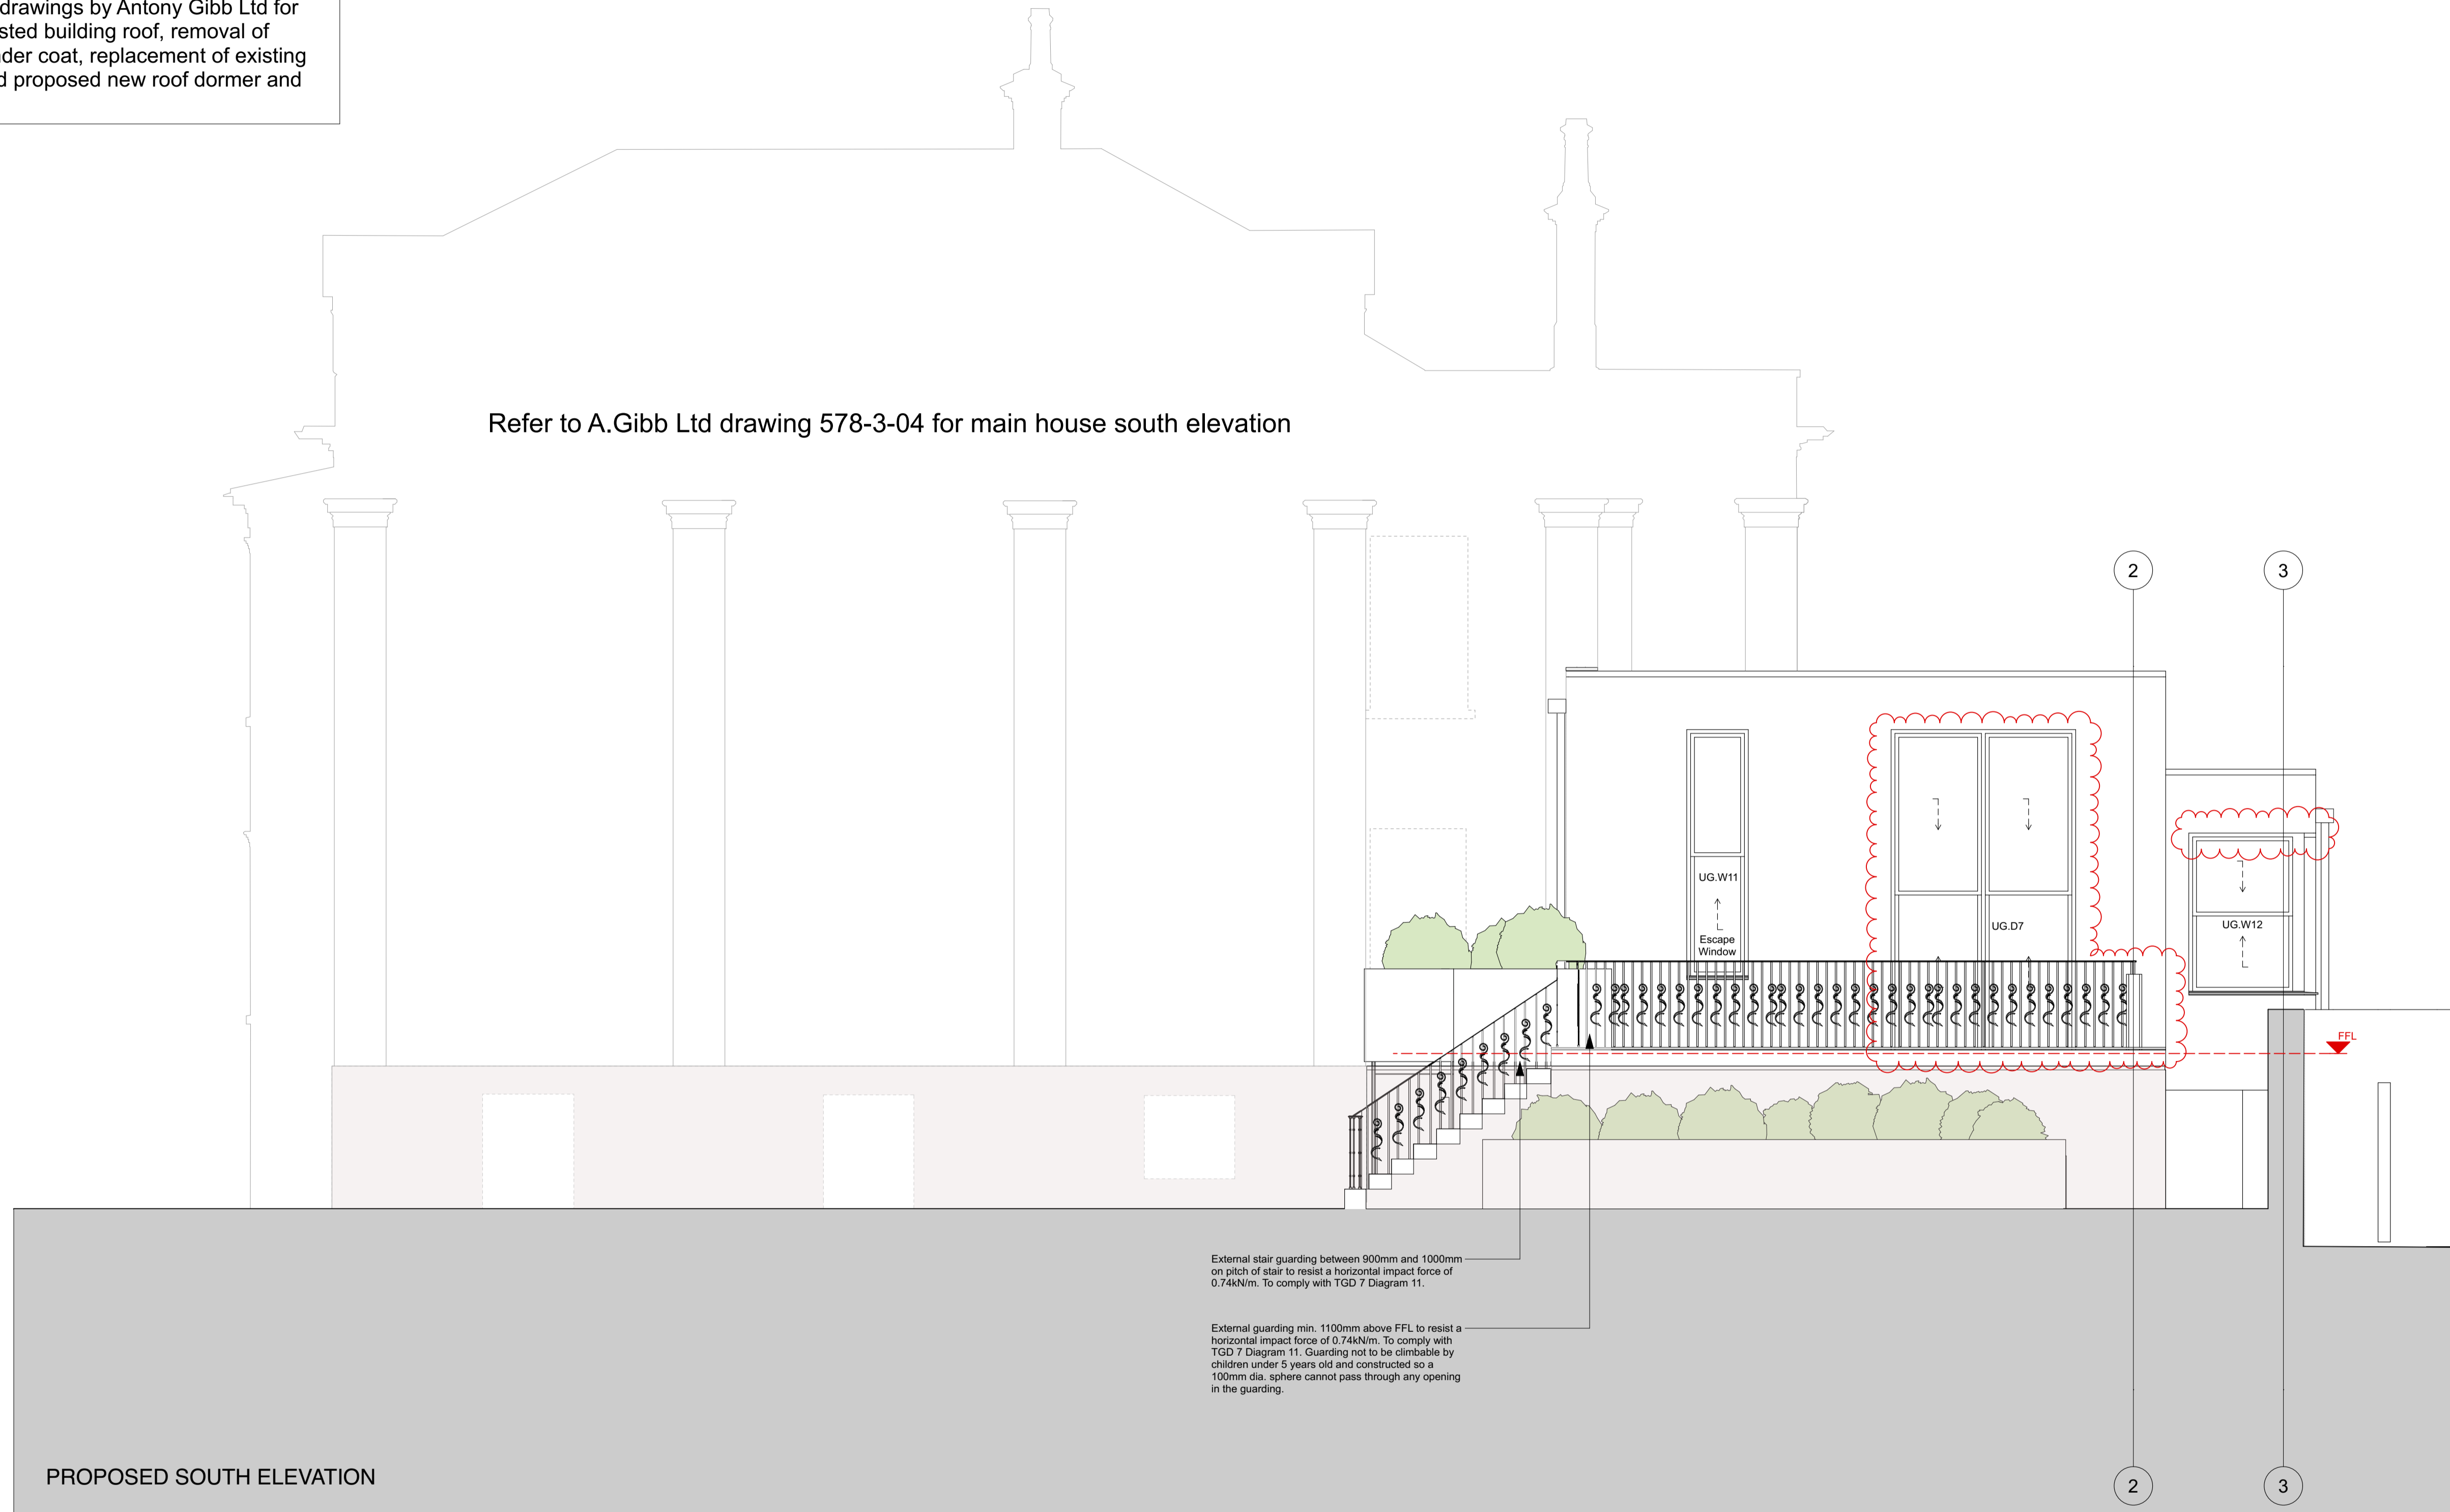 drawings by Antony Gibb Ltd for
sted building roof, removal of
der coat, replacement of existing
d proposed new roof dormer and
Refer to A.Gibb Ltd drawing 578-3-04 for main house south elevation
2
3
UG.W11
Escape
Window
UG.D7
UG.W12
FFL
External stair guarding between 900mm and 1000mm
on pitch of stair to resist a horizontal impact force of
0.74kN/m. To comply with TGD 7 Diagram 11.
External guarding min. 1100mm above FFL to resist a
horizontal impact force of 0.74kN/m. To comply with
TGD 7 Diagram 11. Guarding not to be climbable by
children under 5 years old and constructed so a
100mm dia. sphere cannot pass through any opening
in the guarding.
PROPOSED SOUTH ELEVATION
2
3